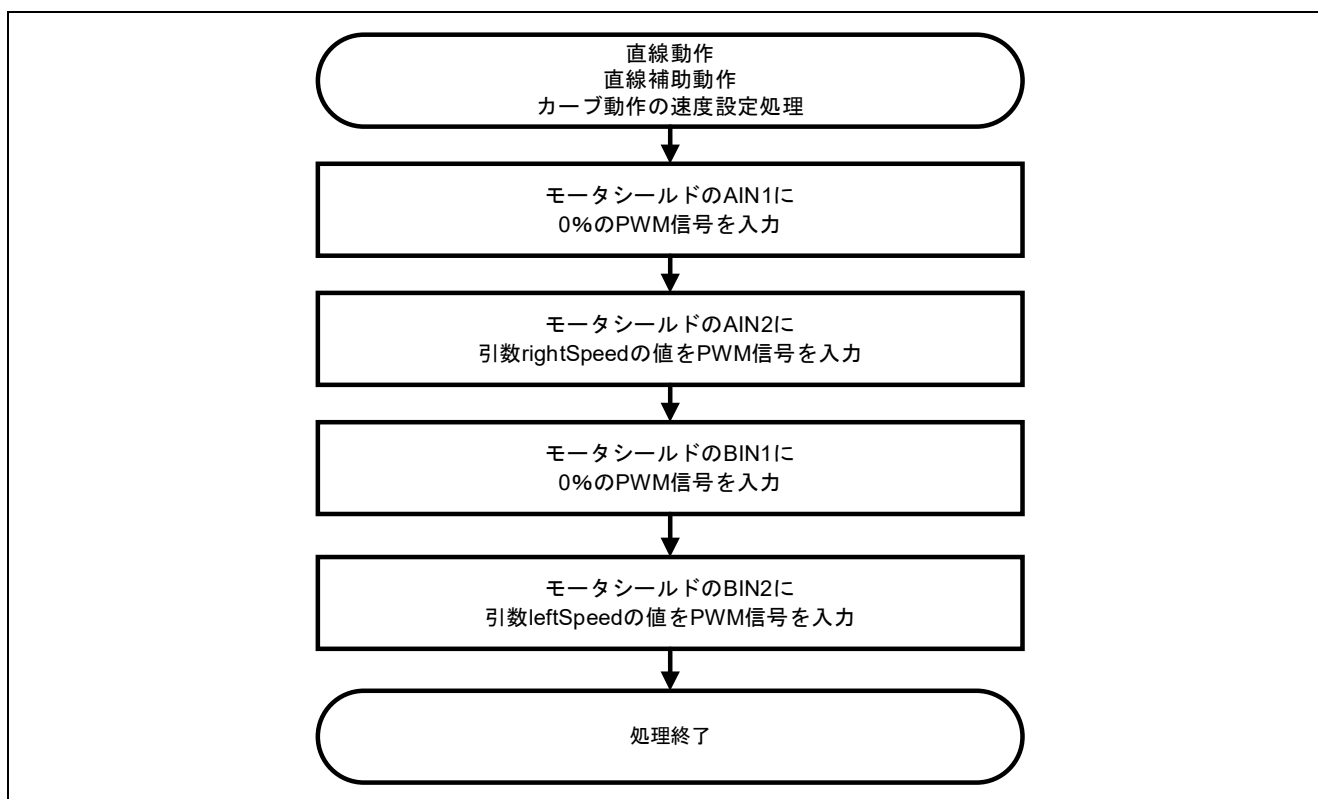 直線動作
直線補助動作
カーブ動作の速度設定処理
モータシールドのAIN1に
0%のPWM信号を入力
モータシールドのAIN2に
引数rightSpeedの値をPWM信号を入力
モータシールドのBIN1に
0%のPWM信号を入力
モータシールドのBIN2に
引数leftSpeedの値をPWM信号を入力
処理終了